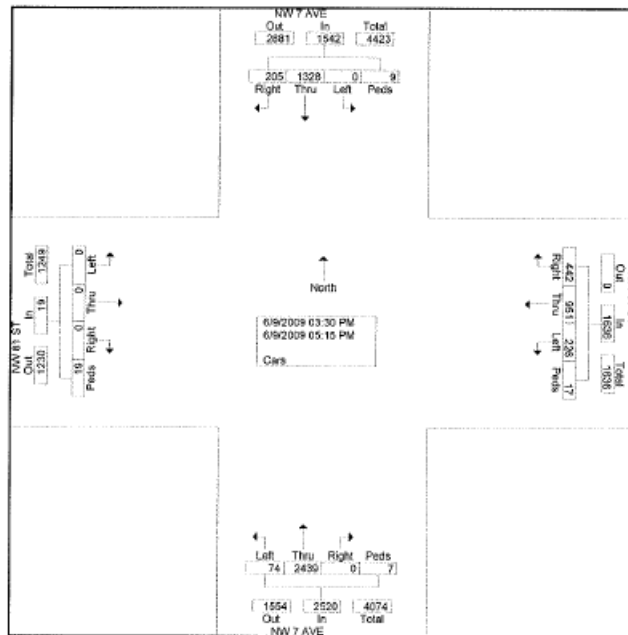 NW 7 AVE
Out In Total
2881 1542 4423
205 1328 0 9
Right Thru Left Peds
Total In Out
1249 19 1230
NW 81 ST
0 0 0 19
Left Thru Right Peds
North
6/9/2009 03:30 PM
6/9/2009 05:15 PM
Cars
Right Thru Left Peds
442 951 226 17
Out In Total
0 1636 1636
Left Thru Right Peds
74 2439 0 7
1554 2520 4074
Out In Total
NW 7 AVE